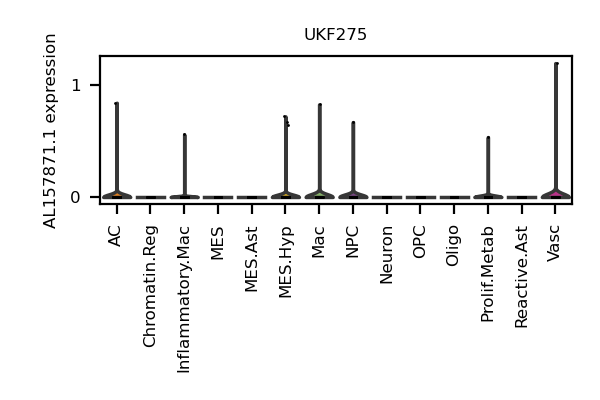 UKF275
AL157871.1 expression
1
0
AC
Chromatin.Reg
Inflammatory.Mac
MES
MES.Ast
MES.Hyp
Mac
NPC
Neuron
OPC
Oligo
Prolif.Metab
Reactive.Ast
Vasc